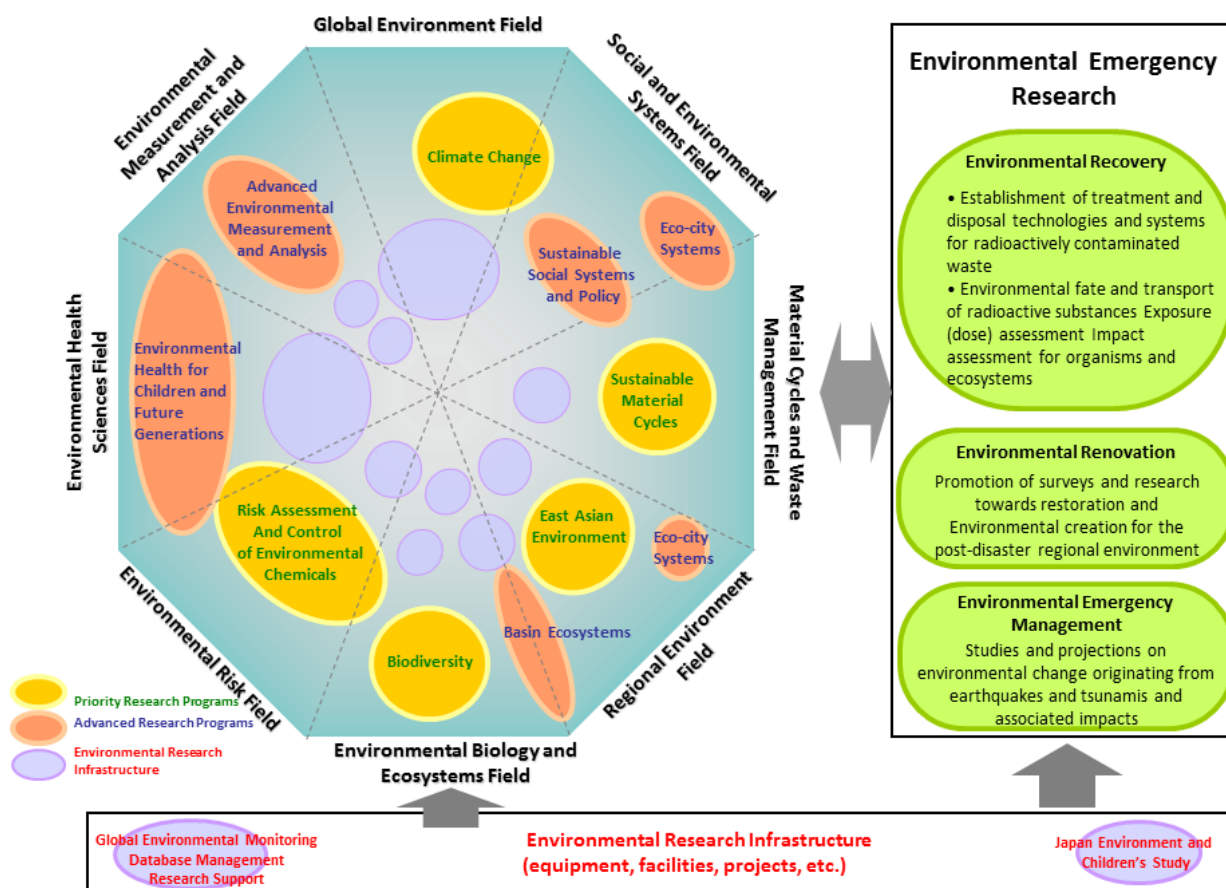 Global Environment Field
Social and Environmental
Systems Field
Environmental
Measurement and
Analysis Field
Climate Change
Advanced
Environmental
Measurement
and Analysis
Eco-city
Systems
Sustainable
Social Systems
and Policy
Material Cycles and Waste
Management Field
Environmental Health
Sciences Field
Environmental
Health for
Children and
Future
Generations
Sustainable
Material
Cycles
Risk Assessment
And Control
of Environmental
Chemicals
East Asian
Environment
Eco-city
Systems
Basin Ecosystems
Biodiversity
Environmental Risk Field
Regional Environment
Field
Environmental Biology and
Ecosystems Field
Priority Research Programs
Advanced Research Programs
Environmental Research
Infrastructure
Environmental Emergency
Research
Environmental Recovery
• Establishment of treatment and
disposal technologies and systems
for radioactively contaminated
waste
• Environmental fate and transport
of radioactive substances Exposure
(dose) assessment Impact
assessment for organisms and
ecosystems
Environmental Renovation
Promotion of surveys and research
towards restoration and
Environmental creation for the
post-disaster regional environment
Environmental Emergency
Management
Studies and projections on
environmental change originating from
earthquakes and tsunamis and
associated impacts
Global Environmental Monitoring
Database Management
Research Support
Environmental Research Infrastructure
(equipment, facilities, projects, etc.)
Japan Environment and
Children's Study